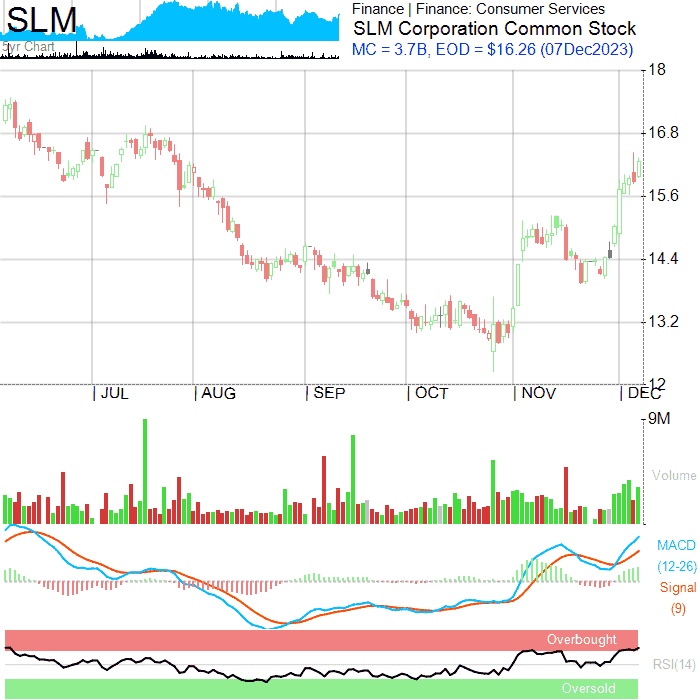 SLM
5yr Chart
Finance | Finance: Consumer Services
SLM Corporation Common Stock
MC = 3.7B, EOD = $16.26 (07Dec2023)
18
16.8
15.6
14.4
13.2
12
JUL AUG SEP OCT NOV DEC
9M
Volume
MACD
(12-26)
Signal
(9)
Overbought
RSI(14)
Oversold